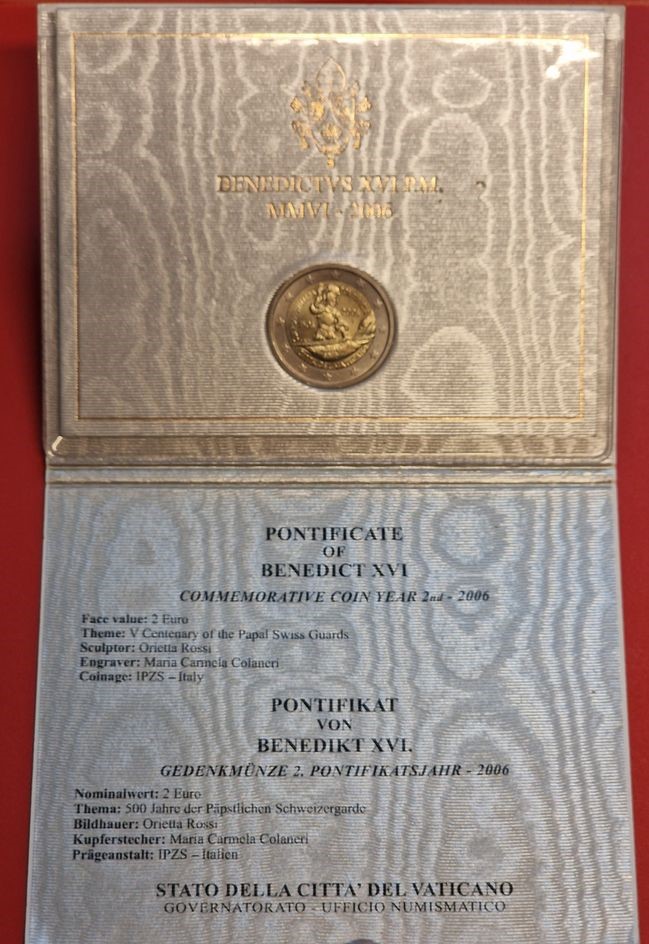 BENEDICTVS XVI P.M.
MMVI - 2006
PONTIFICATE
OF
BENEDICT XVI
COMMEMORATIVE COIN YEAR 2nd - 2006
Face value: 2 Euro
Theme: V Centenary of the Papal Swiss Guards
Sculptor: Orietta Rossi
Engraver: Maria Carmela Colaneri
Coinage: IPZS – Italy
PONTIFIKAT
VON
BENEDIKT XVI.
GEDENKMÜNZE 2. PONTIFIKATSJAHR - 2006
Nominalwert: 2 Euro
Thema: 500 Jahre der Päpstlichen Schweizergarde
Bildhauer: Orietta Rossi
Kupferstecher: Maria Carmela Colaneri
Prägeanstalt: IPZS – Italien
STATO DELLA CITTA' DEL VATICANO
GOVERNATORATO - UFFICIO NUMISMATICO